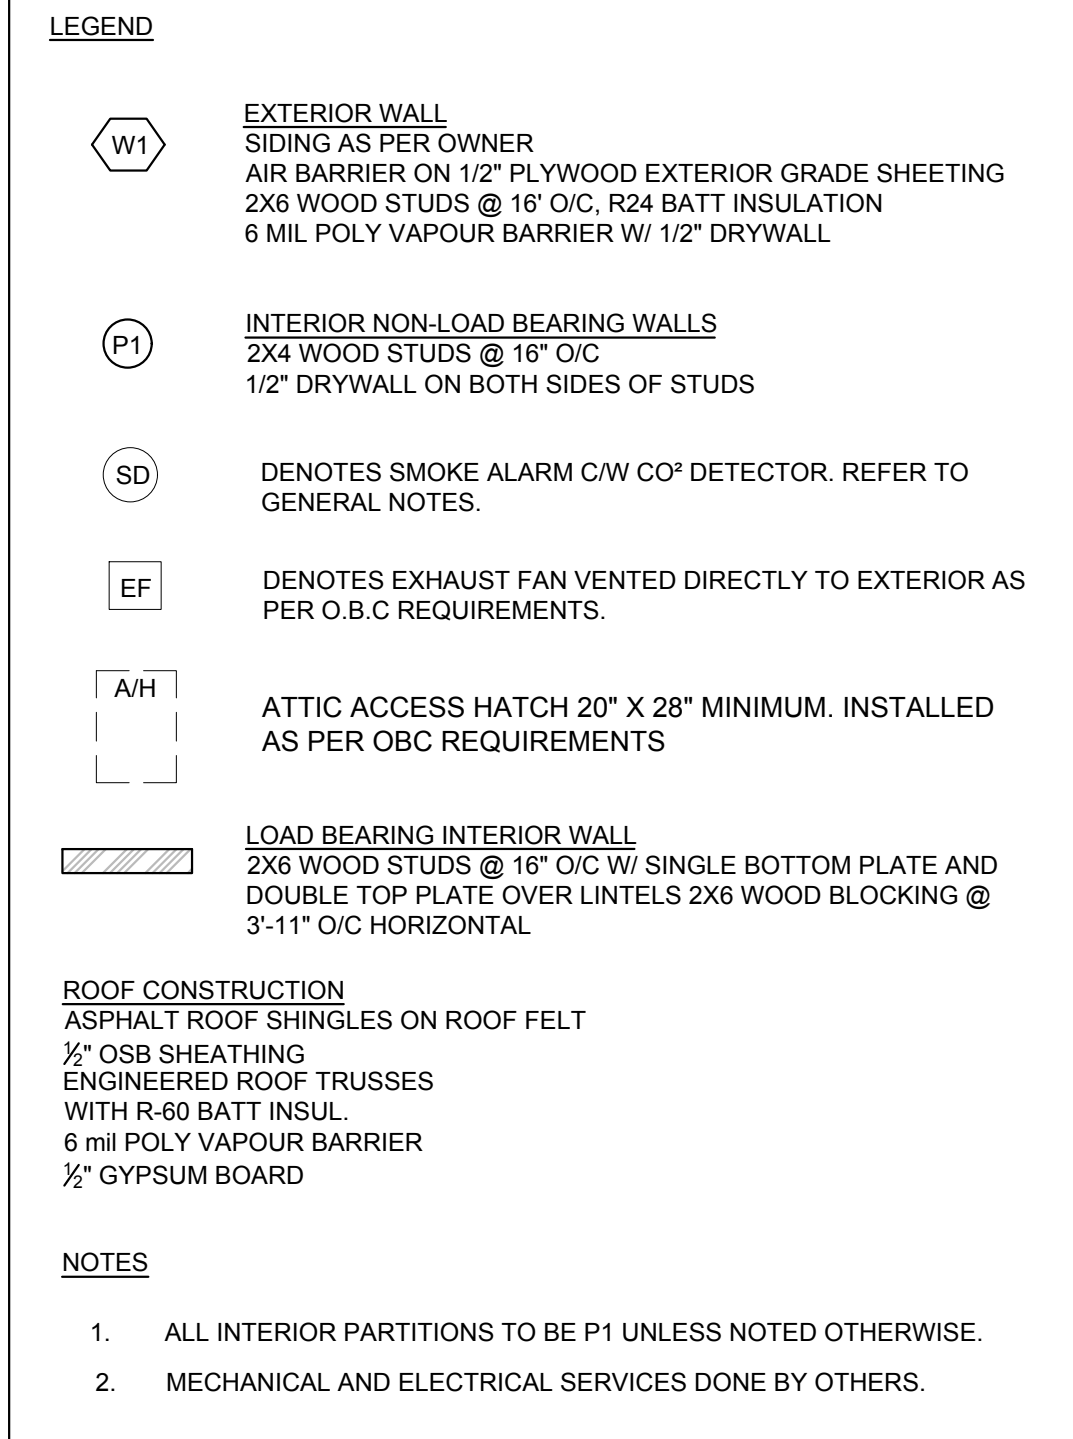 LEGEND
W1
EXTERIOR WALL
SIDING AS PER OWNER
AIR BARRIER ON 1/2" PLYWOOD EXTERIOR GRADE SHEETING
2X6 WOOD STUDS @ 16' O/C, R24 BATT INSULATION
6 MIL POLY VAPOUR BARRIER W/ 1/2" DRYWALL
P1
INTERIOR NON-LOAD BEARING WALLS
2X4 WOOD STUDS @ 16" O/C
1/2" DRYWALL ON BOTH SIDES OF STUDS
SD
DENOTES SMOKE ALARM C/W CO² DETECTOR. REFER TO
GENERAL NOTES.
EF
DENOTES EXHAUST FAN VENTED DIRECTLY TO EXTERIOR AS
PER O.B.C REQUIREMENTS.
A/H
ATTIC ACCESS HATCH 20" X 28" MINIMUM. INSTALLED
AS PER OBC REQUIREMENTS
LOAD BEARING INTERIOR WALL
2X6 WOOD STUDS @ 16" O/C W/ SINGLE BOTTOM PLATE AND
DOUBLE TOP PLATE OVER LINTELS 2X6 WOOD BLOCKING @
3'-11" O/C HORIZONTAL
ROOF CONSTRUCTION
ASPHALT ROOF SHINGLES ON ROOF FELT
½" OSB SHEATHING
ENGINEERED ROOF TRUSSES
WITH R-60 BATT INSUL.
6 mil POLY VAPOUR BARRIER
½" GYPSUM BOARD
NOTES
1. ALL INTERIOR PARTITIONS TO BE P1 UNLESS NOTED OTHERWISE.
2. MECHANICAL AND ELECTRICAL SERVICES DONE BY OTHERS.